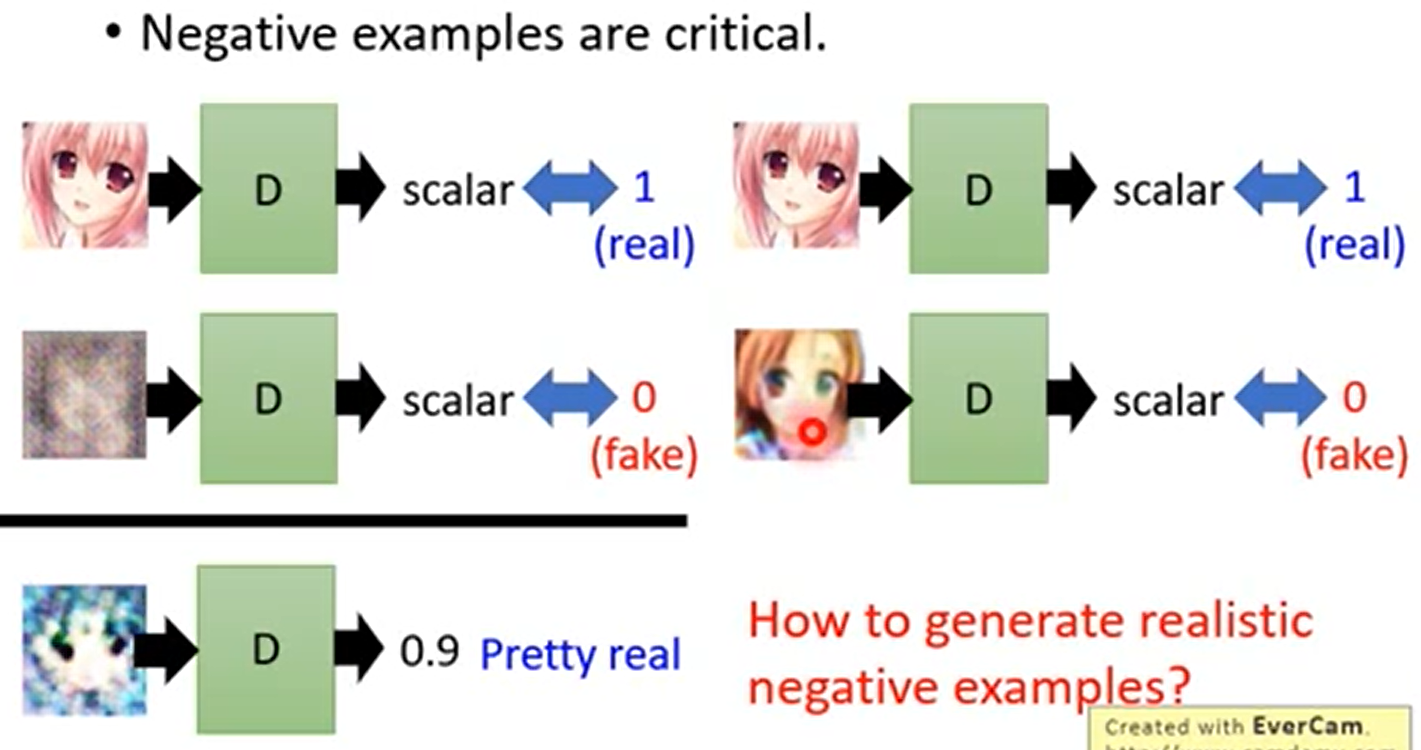 • Negative examples are critical.
D scalar 1 D scalar 1
(real) (real)
D scalar 0 D scalar 0
(fake) (fake)
D 0.9 Pretty real
How to generate realistic
negative examples?
Created with EverCam.